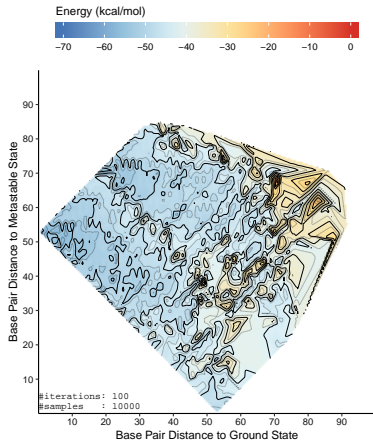 Energy (kcal/mol)
−70 −60 −50 −40 −30 −20 −10 0
Base Pair Distance to Metastable State
90
80
70
60
50
40
30
20
10
#iterations: 100
#samples : 10000
10 20 30 40 50 60 70 80 90
Base Pair Distance to Ground State